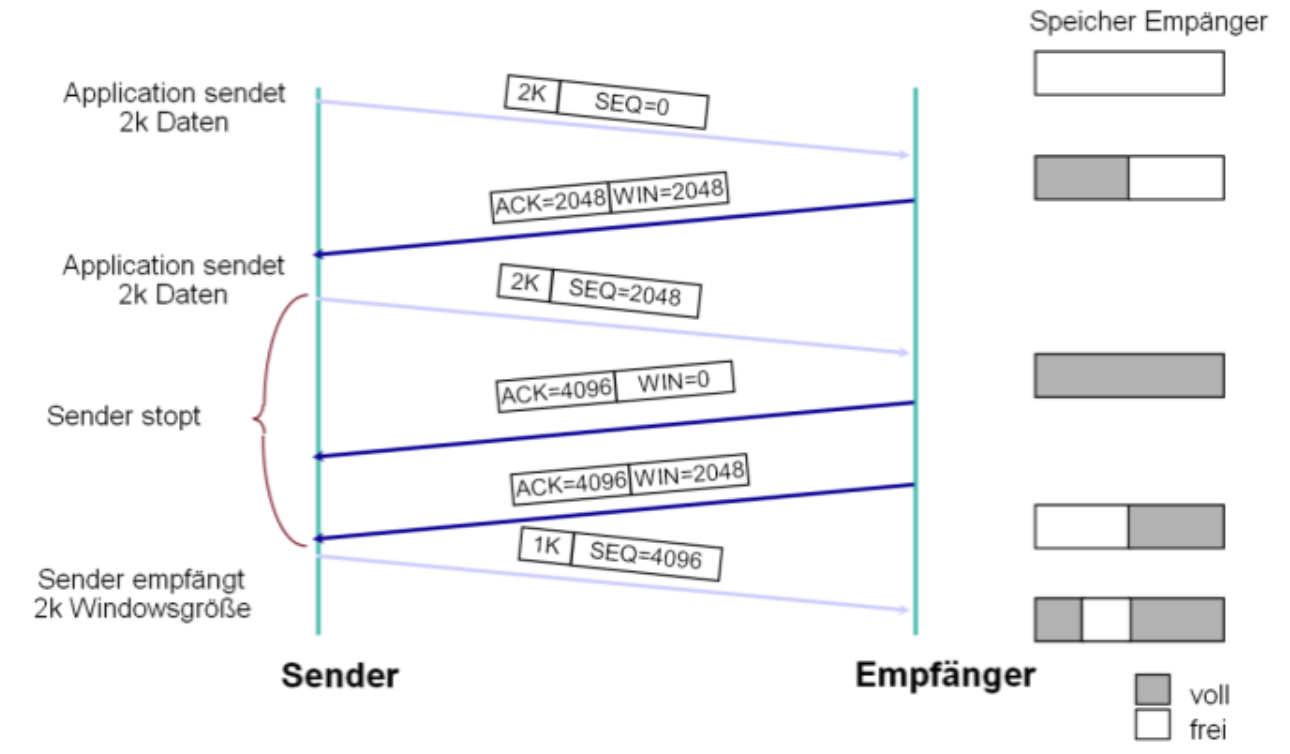 Speicher Empänger
Application sendet
2k Daten
2K SEQ=0
ACK=2048 WIN=2048
Application sendet
2k Daten
2K SEQ=2048
ACK=4096 WIN=0
Sender stopt
ACK=4096 WIN=2048
1K SEQ=4096
Sender empfängt
2k Windowsgröße
Sender
Empfänger
voll
frei